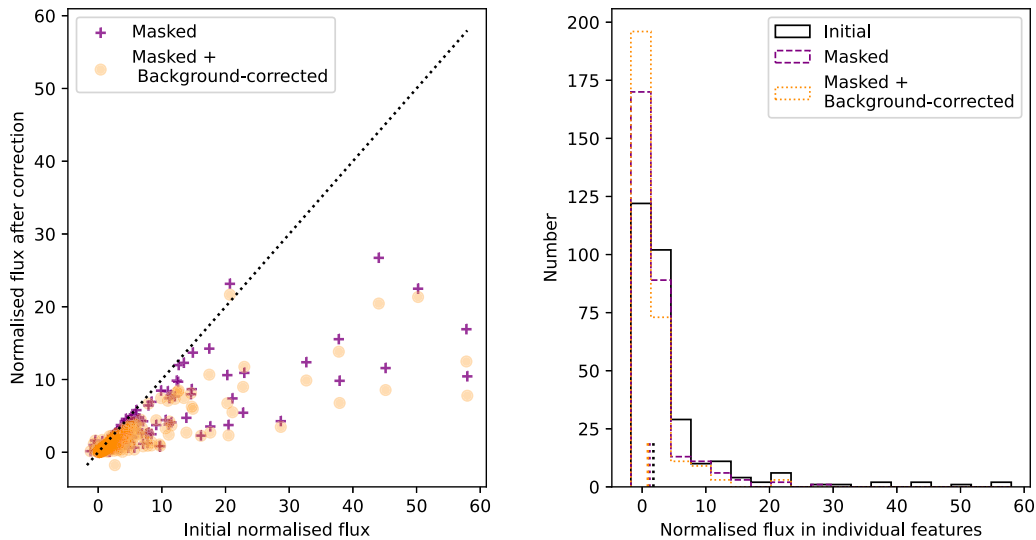 60
50
40
30
20
10
0
Normalised flux after correction
Masked
Masked +
Background-corrected
0 10 20 30 40 50 60
Initial normalised flux
200
175
150
125
100
75
50
25
0
Number
Initial
Masked
Masked +
Background-corrected
0 10 20 30 40 50 60
Normalised flux in individual features